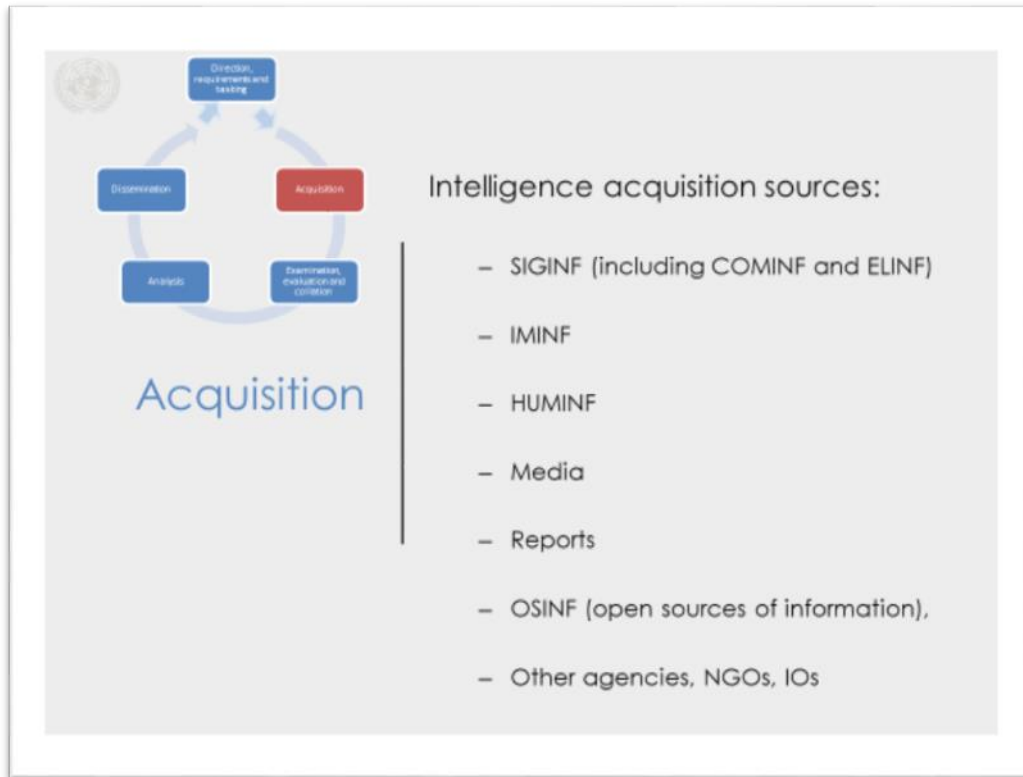 Direction,
requirements and
tasking
Dissemination
Acquisition
Analysis
Examination,
evaluation and
collation
Acquisition
Intelligence acquisition sources:
– SIGINF (including COMINF and ELINF)
– IMINF
– HUMINF
– Media
– Reports
– OSINF (open sources of information),
– Other agencies, NGOs, IOs